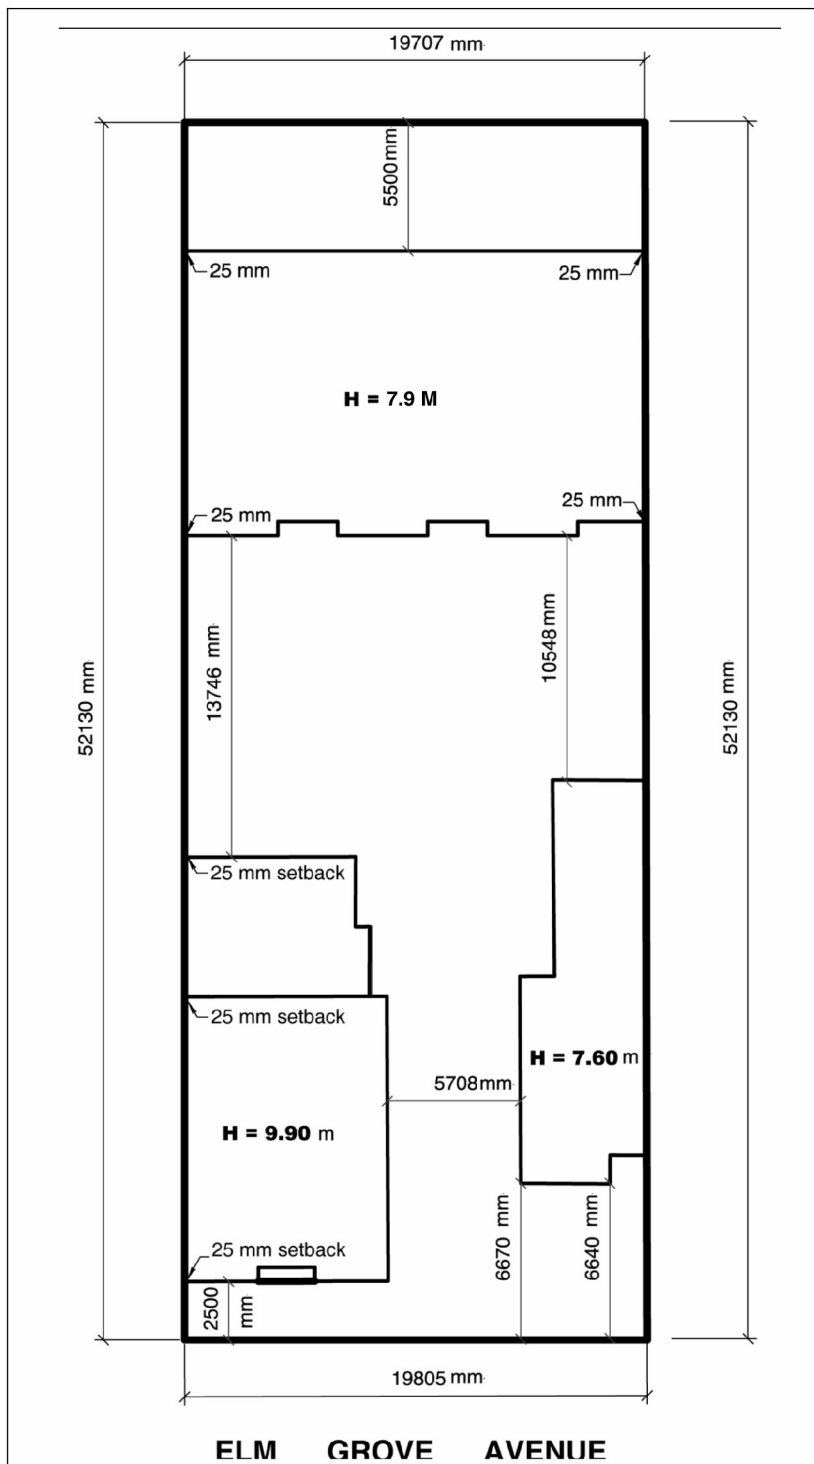 19707 mm
5500mm
25 mm
25 mm
H = 7.9 M
25 mm
25 mm
13746 mm
10548mm
52130 mm
52130 mm
25 mm setback
25 mm setback
H = 7.60 m
5708mm
H = 9.90 m
25 mm setback
6670 mm
6640 mm
2500
mm
19805 mm
ELM GROVE AVENUE